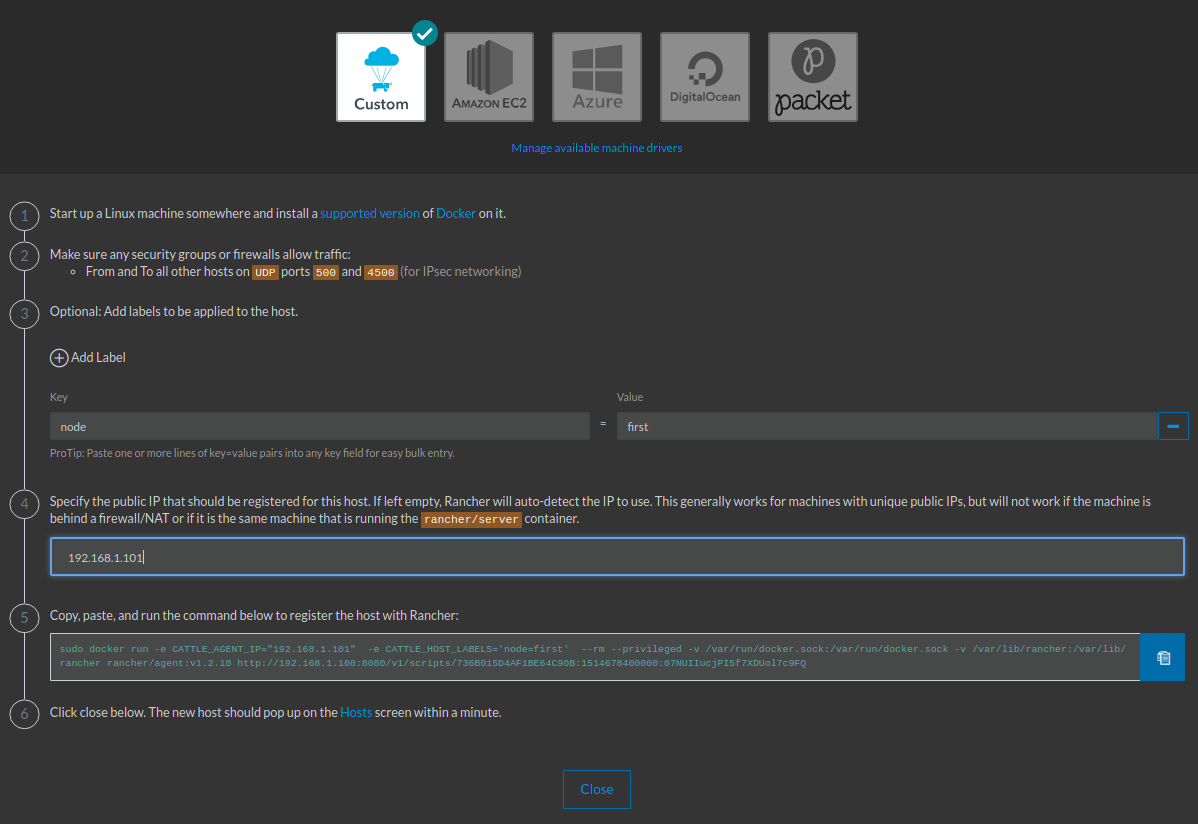 Custom
AMAZON EC2
Azure
DigitalOcean
packet
Manage available machine drivers
1 Start up a Linux machine somewhere and install a supported version of Docker on it.
2 Make sure any security groups or firewalls allow traffic:
From and To all other hosts on UDP ports 500 and 4500 (for IPsec networking)
3 Optional: Add labels to be applied to the host.
Add Label
Key Value
node = first
ProTip: Paste one or more lines of key=value pairs into any key field for easy bulk entry.
4 Specify the public IP that should be registered for this host. If left empty, Rancher will auto-detect the IP to use. This generally works for machines with unique public IPs, but will not work if the machine is
behind a firewall/NAT or if it is the same machine that is running the rancher/server container.
192.168.1.101
5 Copy, paste, and run the command below to register the host with Rancher:
sudo docker run -e CATTLE_AGENT_IP="192.168.1.101"  -e CATTLE_HOST_LABELS='node=first'  --rm --privileged -v /var/run/docker.sock:/var/run/docker.sock -v /var/lib/
rancher rancher/agent:v1.2.10 http://192.168.1.100:8080/v1/scripts/736B015D4AF1BE64C90B:1514678400000:07NUIIucjPI5f7XDUol7c9FQ
6 Click close below. The new host should pop up on the Hosts screen within a minute.
Close